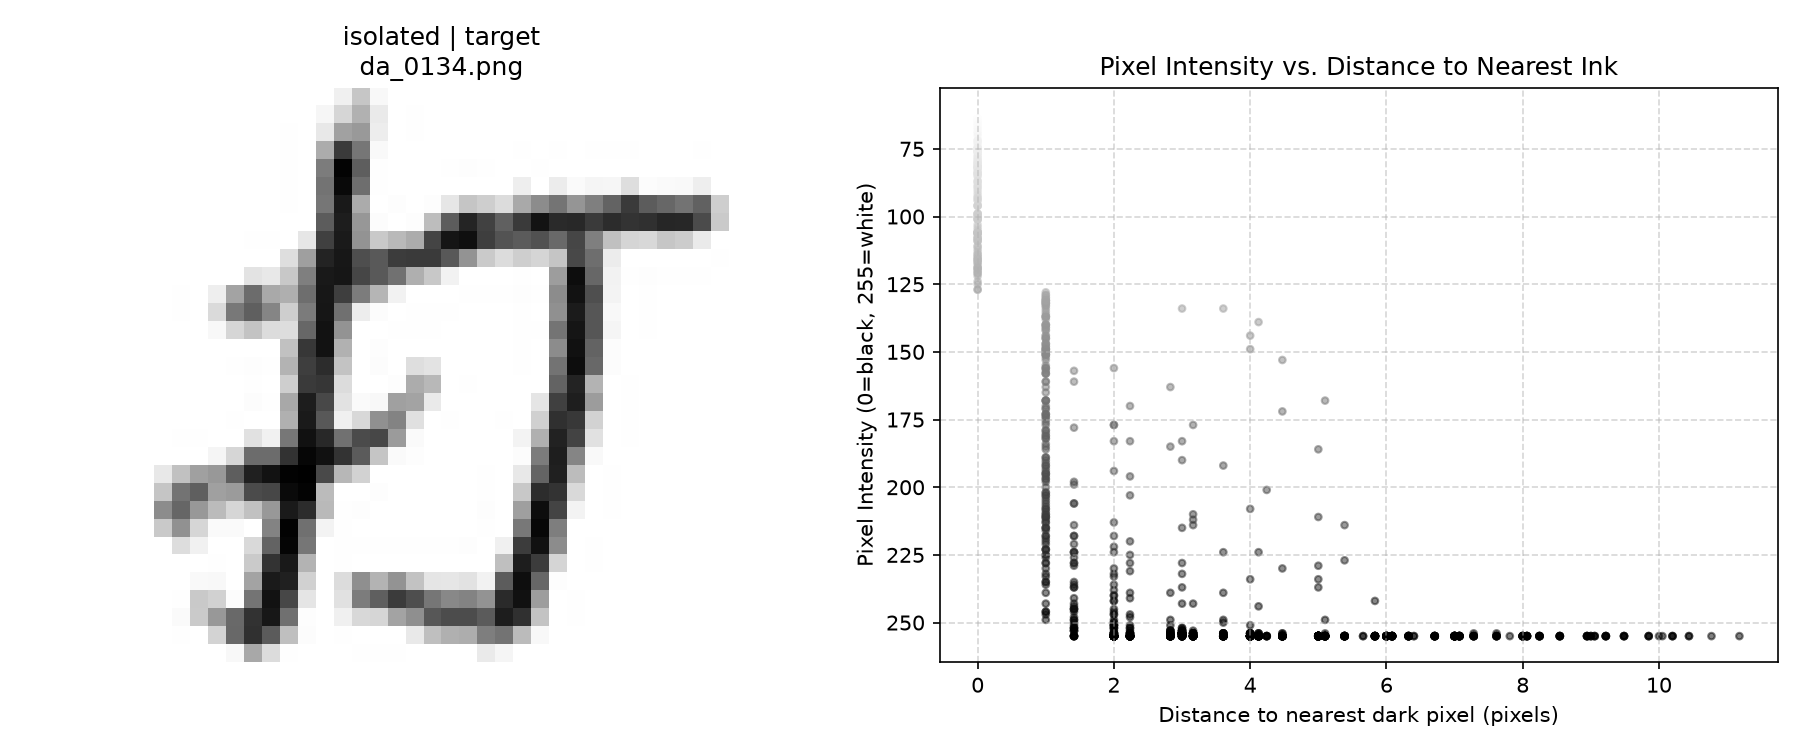 isolated | target
da_0134.png
打
Pixel Intensity vs. Distance to Nearest Ink
Pixel Intensity (0=black, 255=white)
75
100
125
150
175
200
225
250
0 2 4 6 8 10
Distance to nearest dark pixel (pixels)